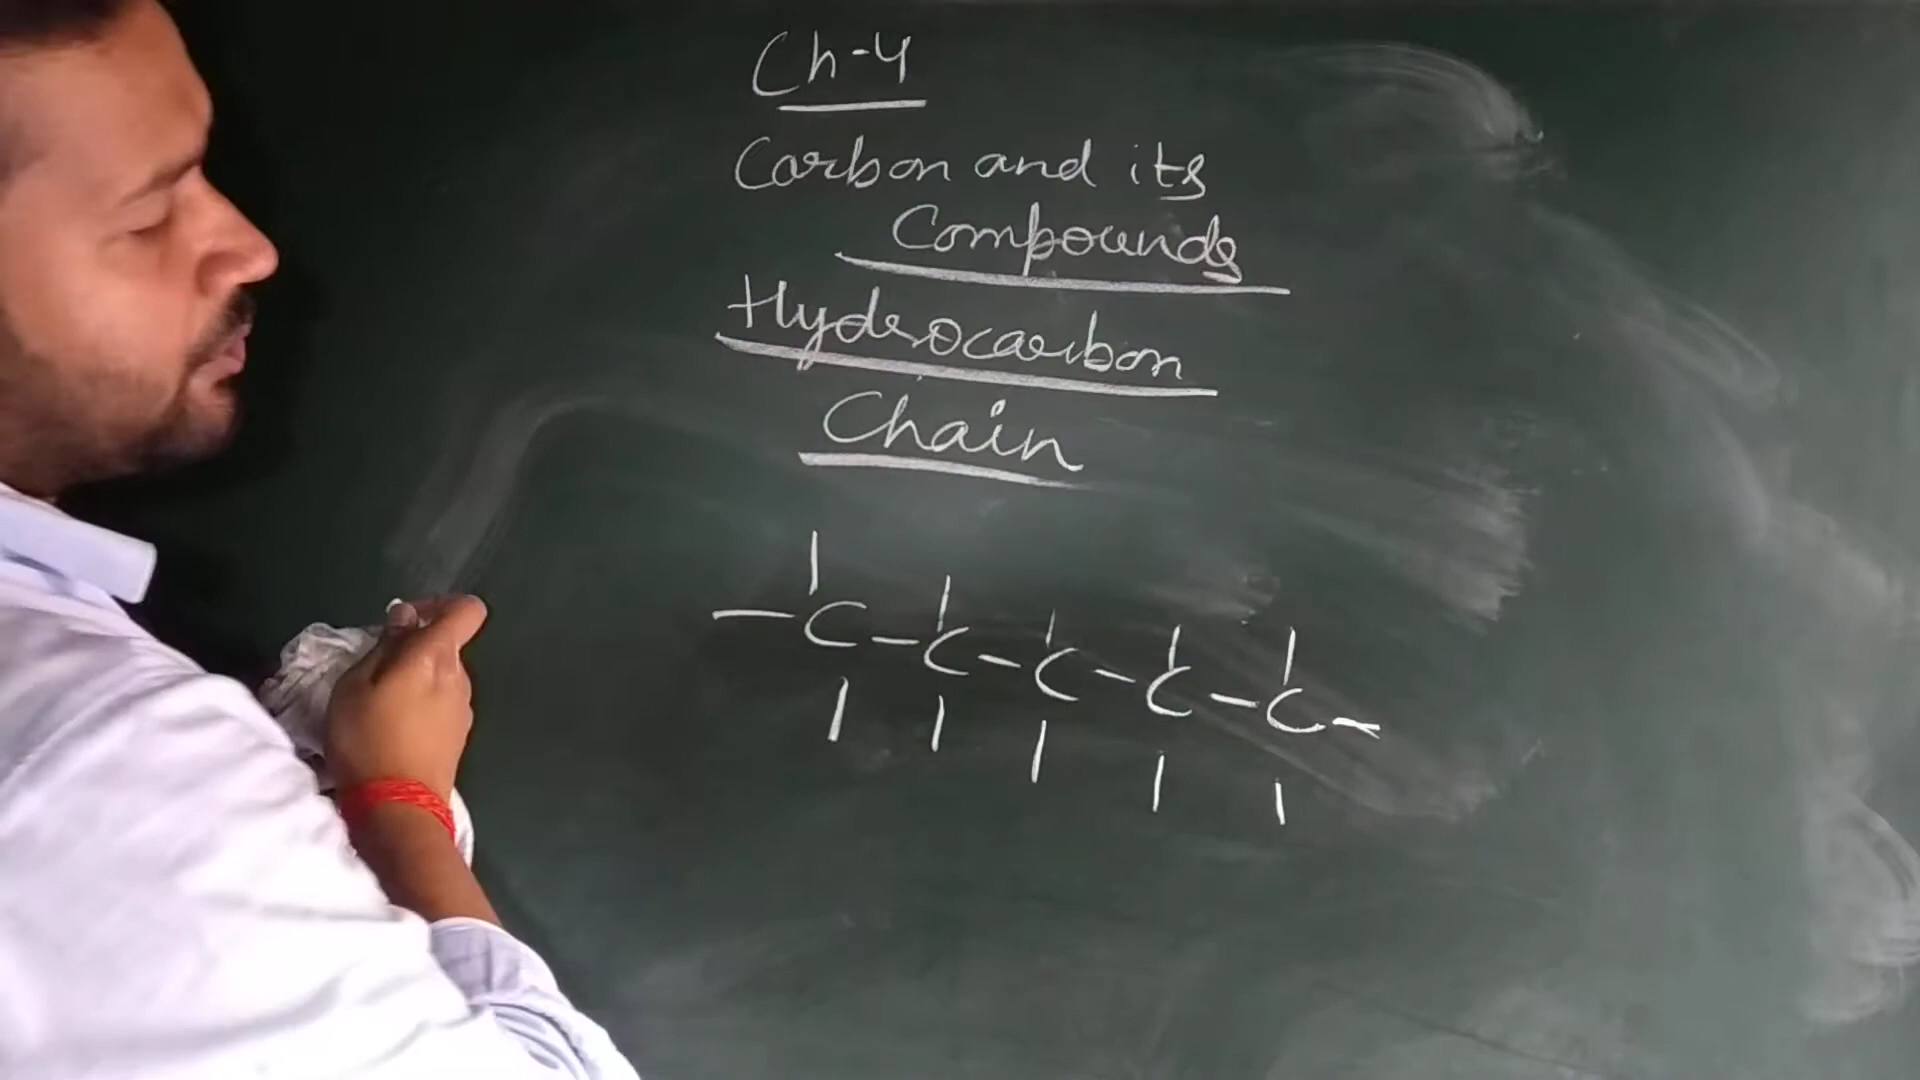 Ch-4
Carbon and its
Compounds
Hydrocarbon
Chain
-C-C-C-C-C-